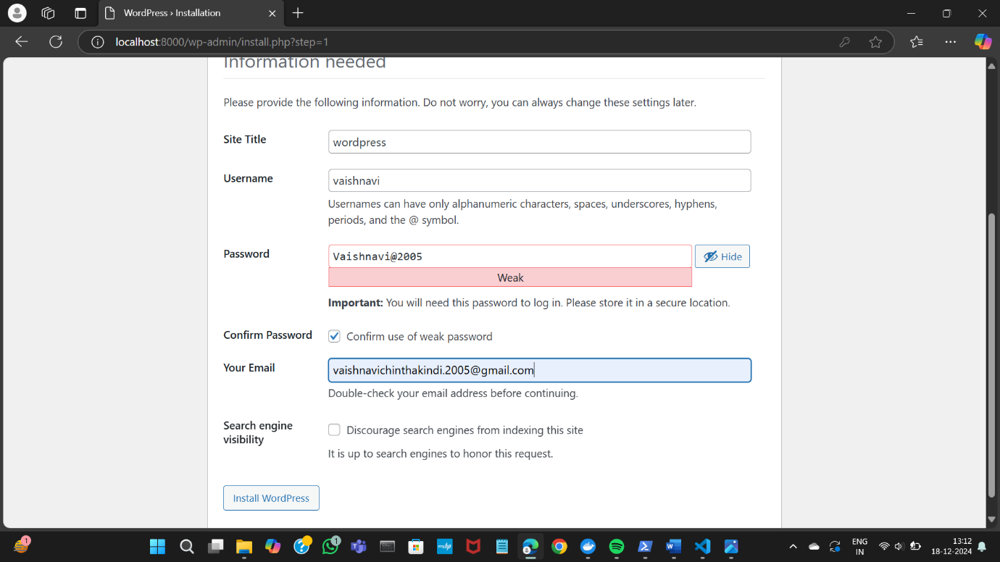 WordPress › Installation
localhost:8000/wp-admin/install.php?step=1
Information needed
Please provide the following information. Do not worry, you can always change these settings later.
Site Title
wordpress
Username
vaishnavi
Usernames can have only alphanumeric characters, spaces, underscores, hyphens,
periods, and the @ symbol.
Password
Vaishnavi@2005
Hide
Weak
Important: You will need this password to log in. Please store it in a secure location.
Confirm Password
Confirm use of weak password
Your Email
vaishnavichinthakindi.2005@gmail.com
Double-check your email address before continuing.
Search engine
visibility
Discourage search engines from indexing this site
It is up to search engines to honor this request.
Install WordPress
1
1
ENG
IN
13:12
18-12-2024